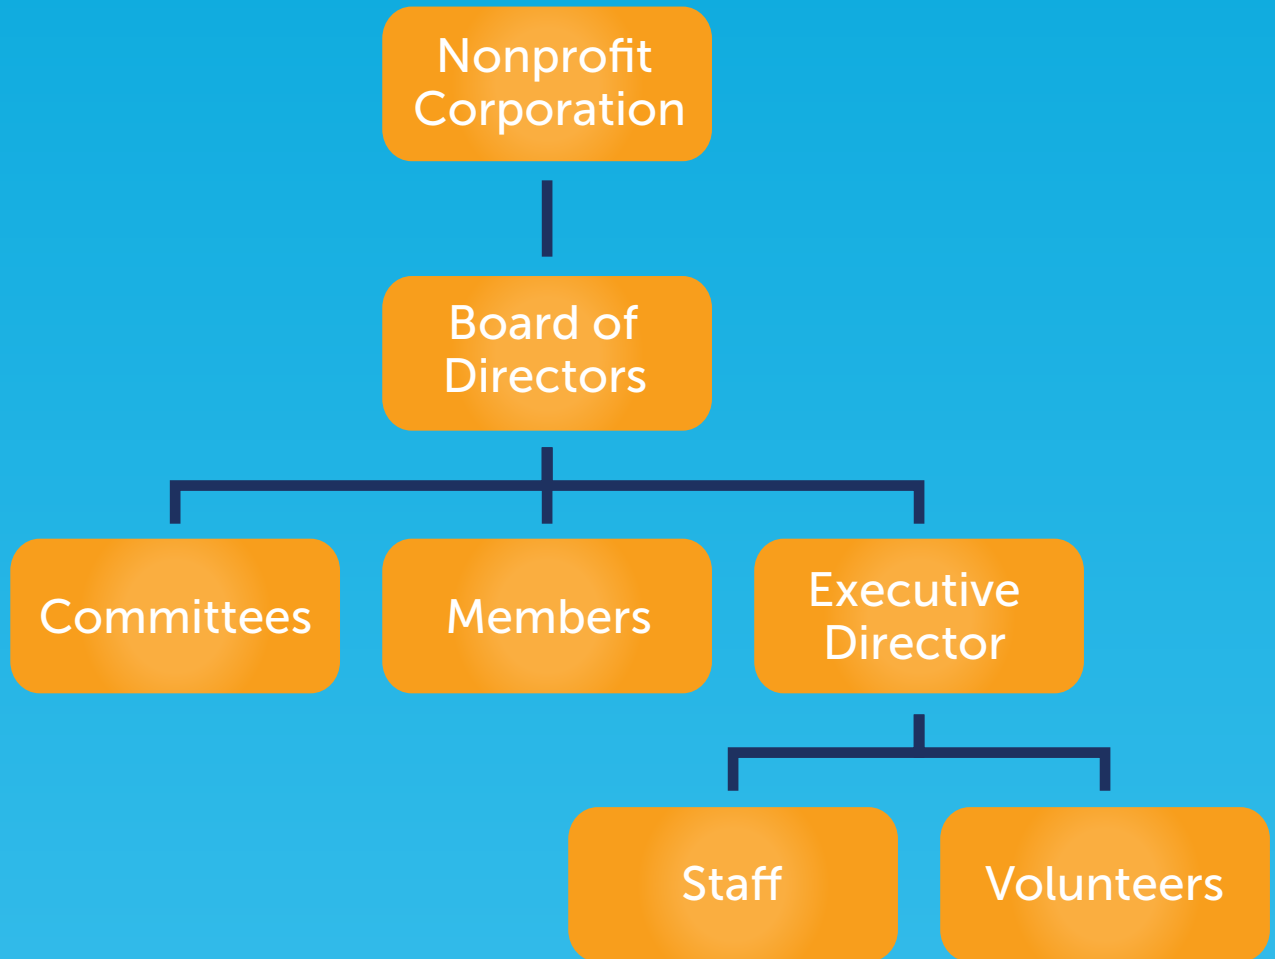 Nonprofit
Corporation
Board of
Directors
Committees
Members
Executive
Director
Staff
Volunteers